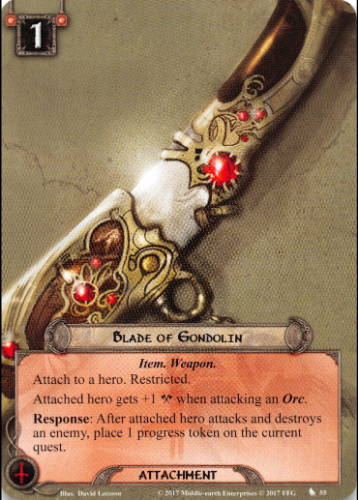 1
Blade of Gondolin
Item. Weapon.
Attach to a hero. Restricted.
Attached hero gets +1 when attacking an Orc.
Response: After attached hero attacks and destroys
an enemy, place 1 progress token on the current
quest.
ATTACHMENT
Illus. David Lecossu © 2017 Middle-earth Enterprises © 2017 FFG 55